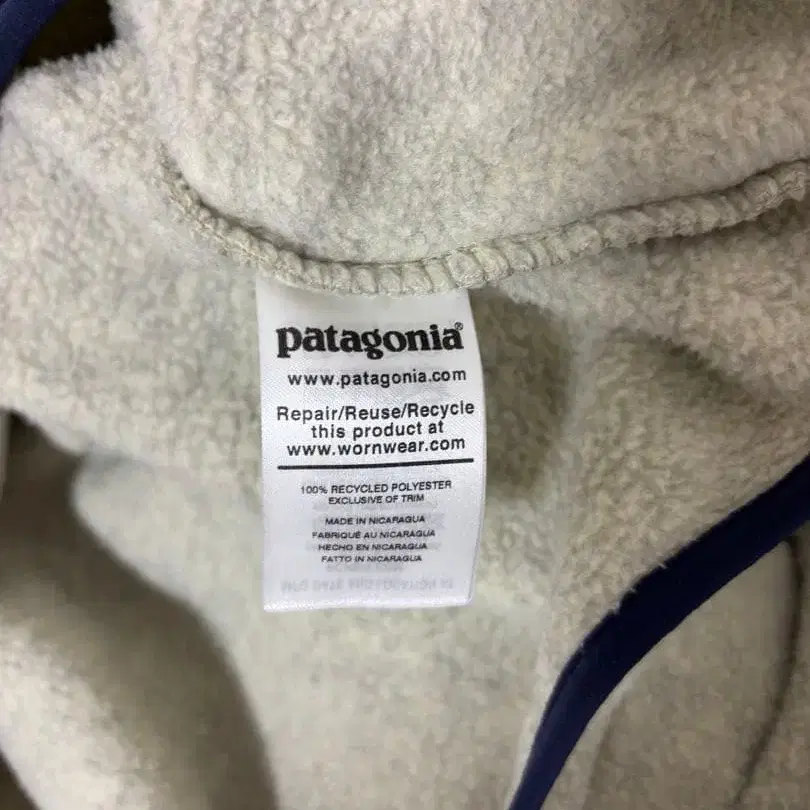 patagonia®
www.patagonia.com
Repair/Reuse/Recycle
this product at
www.wornwear.com
100% RECYCLED POLYESTER
EXCLUSIVE OF TRIM
MADE IN NICARAGUA
FABRIQUÉ AU NICARAGUA
HECHO EN NICARAGUA
FATTO IN NICARAGUA